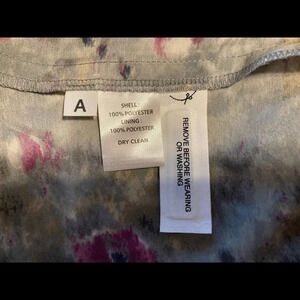 A
SHELL :
100% POLYESTER
LINING :
100% POLYESTER
DRY CLEAN
REMOVE BEFORE WEARING
OR WASHING